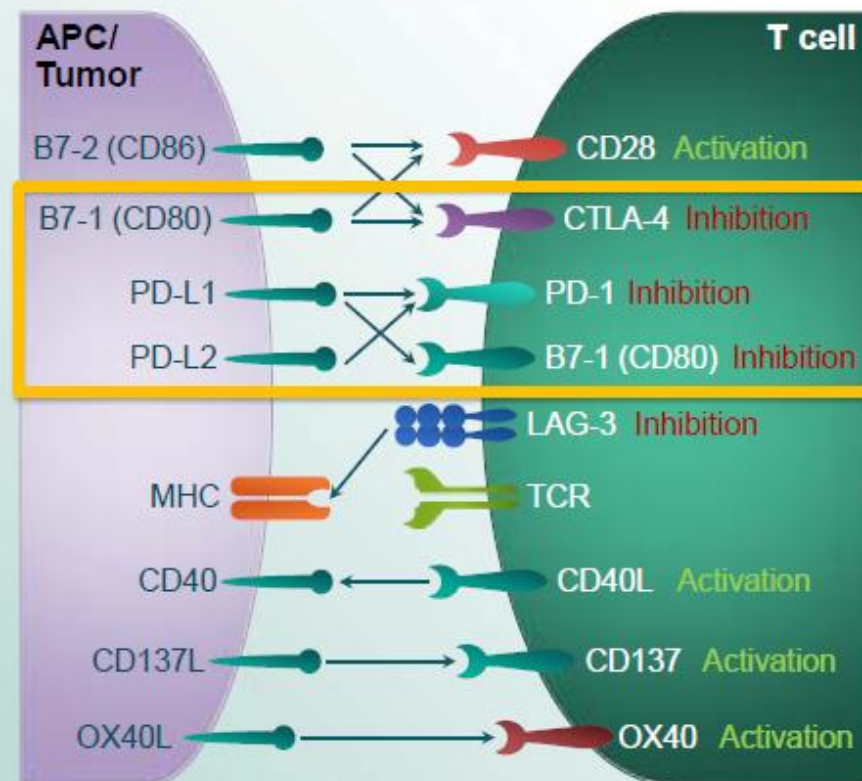 APC/
Tumor
T cell
B7-2 (CD86)
CD28 Activation
B7-1 (CD80)
CTLA-4 Inhibition
PD-L1
PD-1 Inhibition
PD-L2
B7-1 (CD80) Inhibition
LAG-3 Inhibition
MHC
TCR
CD40
CD40L Activation
CD137L
CD137 Activation
OX40L
OX40 Activation